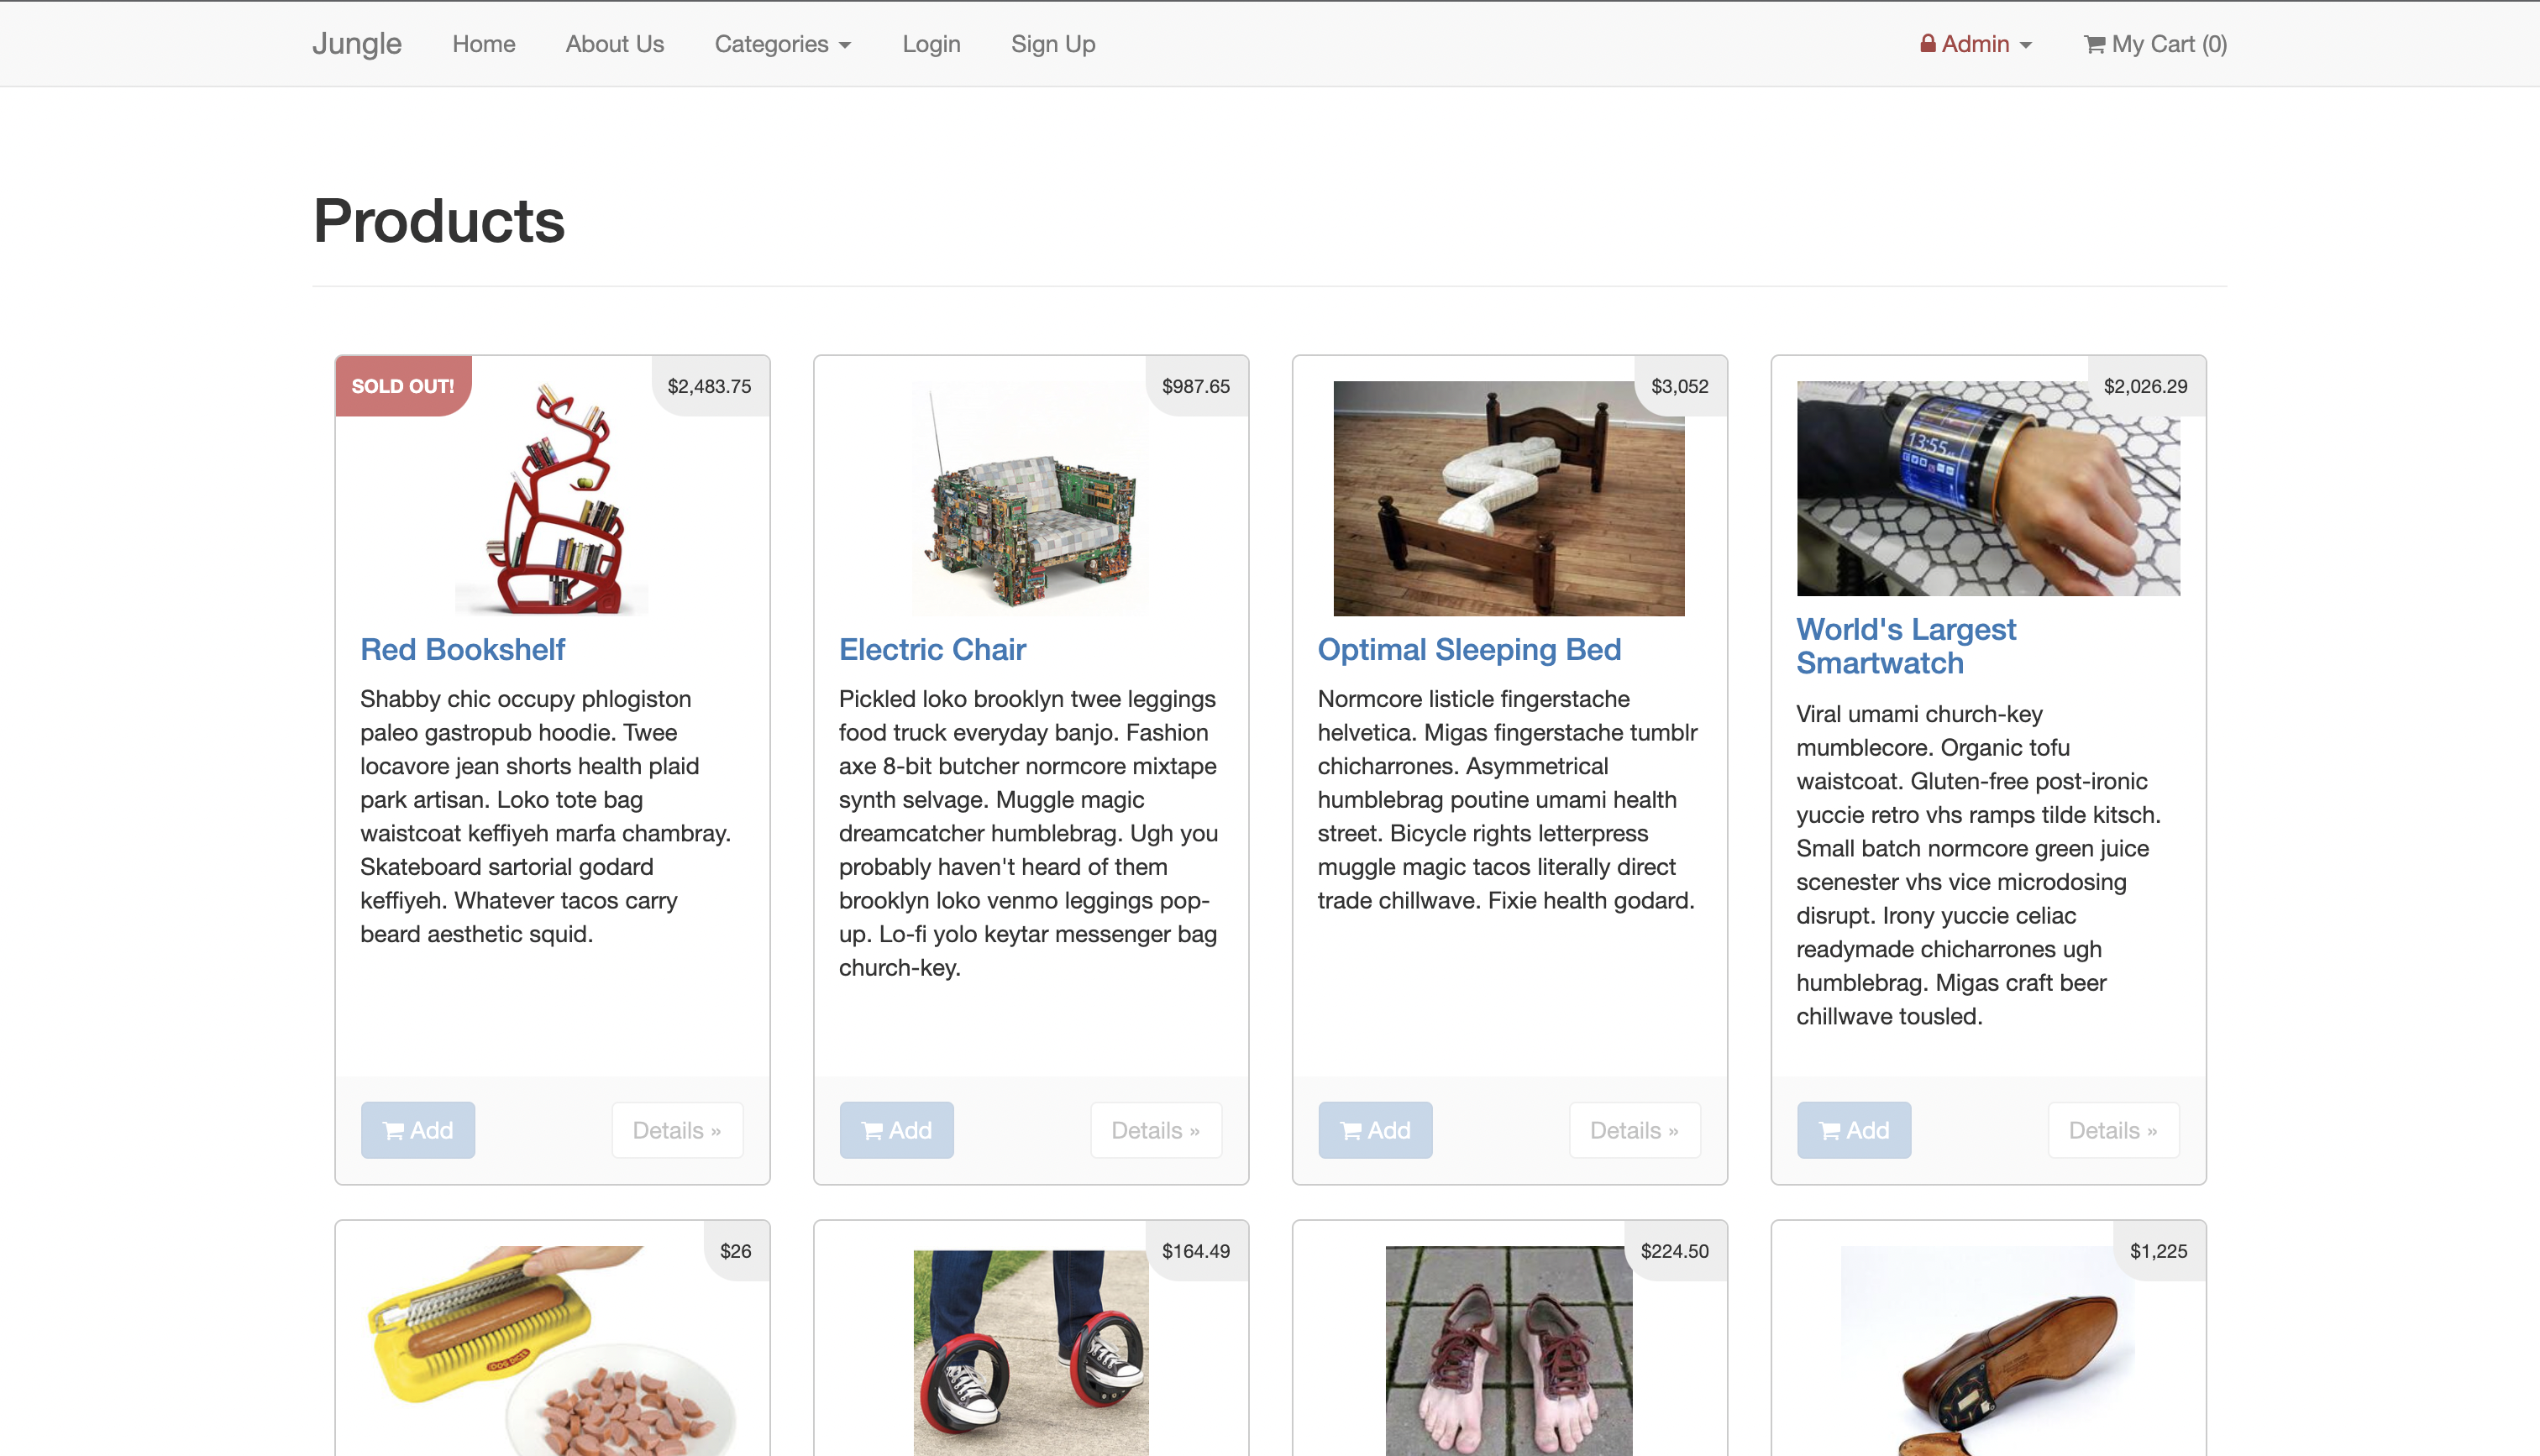 Jungle Home About Us Categories Login Sign Up Admin My Cart (0)
Products
SOLD OUT! $2,483.75
Red Bookshelf
Shabby chic occupy phlogiston
paleo gastropub hoodie. Twee
locavore jean shorts health plaid
park artisan. Loko tote bag
waistcoat keffiyeh marfa chambray.
Skateboard sartorial godard
keffiyeh. Whatever tacos carry
beard aesthetic squid.
Add Details »
$987.65
Electric Chair
Pickled loko brooklyn twee leggings
food truck everyday banjo. Fashion
axe 8-bit butcher normcore mixtape
synth selvage. Muggle magic
dreamcatcher humblebrag. Ugh you
probably haven't heard of them
brooklyn loko venmo leggings pop-
up. Lo-fi yolo keytar messenger bag
church-key.
Add Details »
$3,052
Optimal Sleeping Bed
Normcore listicle fingerstache
helvetica. Migas fingerstache tumblr
chicharrones. Asymmetrical
humblebrag poutine umami health
street. Bicycle rights letterpress
muggle magic tacos literally direct
trade chillwave. Fixie health godard.
Add Details »
$2,026.29
13:55
World's Largest
Smartwatch
Viral umami church-key
mumblecore. Organic tofu
waistcoat. Gluten-free post-ironic
yuccie retro vhs ramps tilde kitsch.
Small batch normcore green juice
scenester vhs vice microdosing
disrupt. Irony yuccie celiac
readymade chicharrones ugh
humblebrag. Migas craft beer
chillwave tousled.
Add Details »
$26
$164.49
$224.50
$1,225